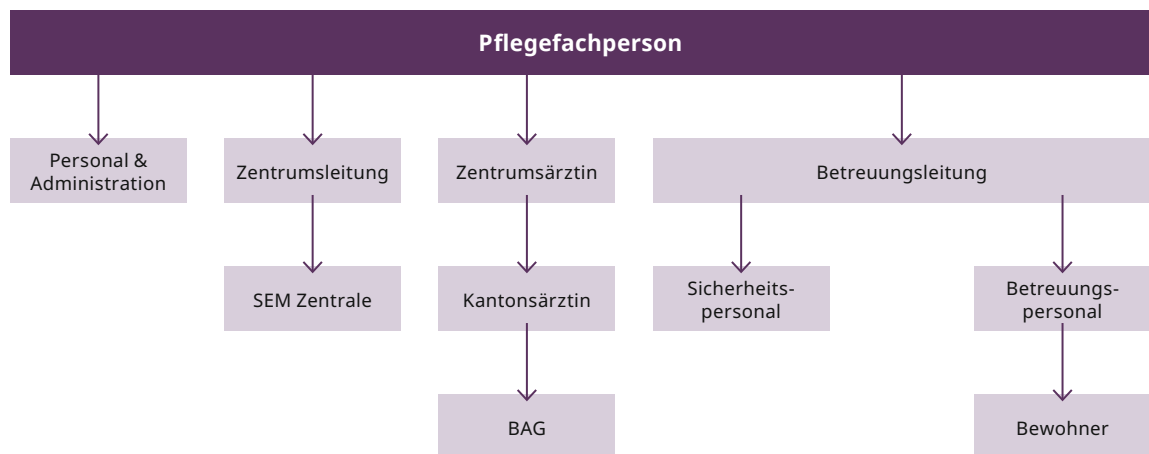 Pflegefachperson
Personal &
Administration
Zentrumsleitung
Zentrumsärztin
Betreuungsleitung
SEM Zentrale
Kantonsärztin
Sicherheits-
personal
Betreuungs-
personal
BAG
Bewohner